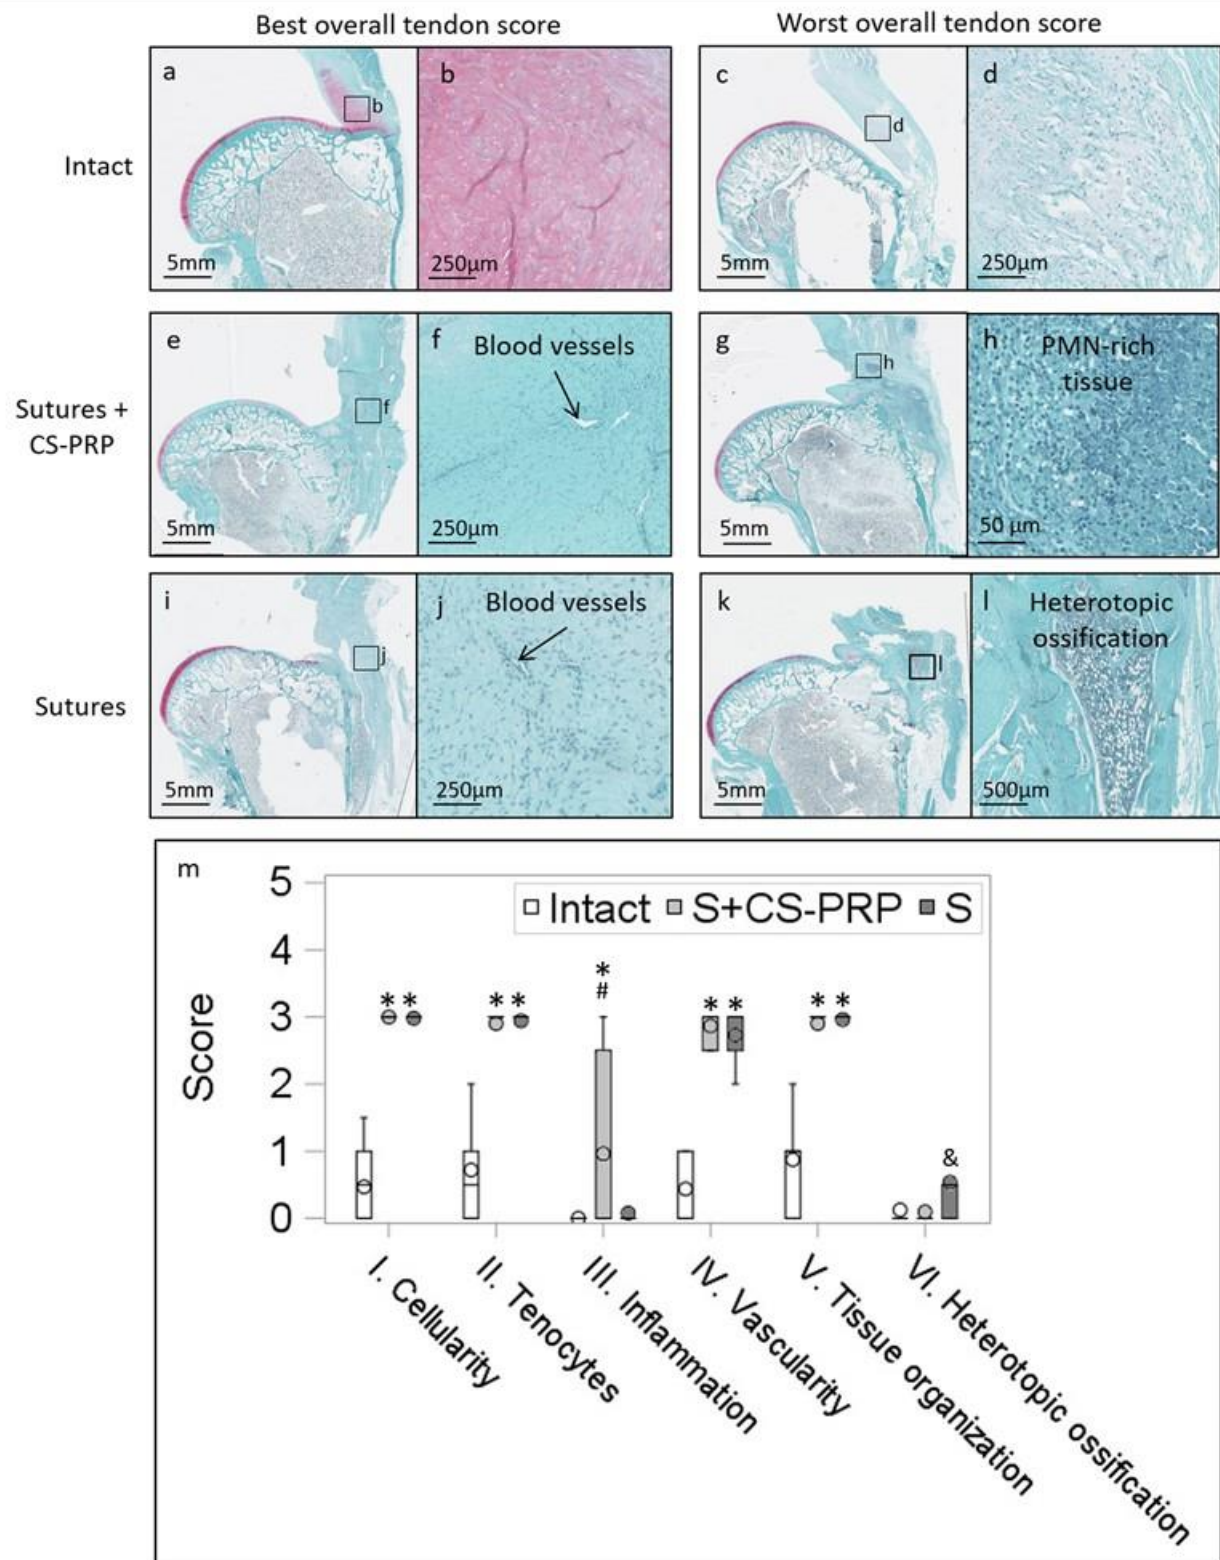 Best overall tendon score
Worst overall tendon score
Intact
a
b
5mm
b
250µm
c
d
5mm
d
250µm
Sutures +
CS-PRP
e
f
5mm
f
Blood vessels
250µm
g
h
5mm
h
PMN-rich
tissue
50 µm
Sutures
i
j
5mm
j
Blood vessels
250µm
k
l
5mm
l
Heterotopic
ossification
500µm
m
Intact S+CS-PRP S
Score
5
4
3
2
1
0
* *
* *
*
#
* *
* *
&
I. Cellularity
II. Tenocytes
III. Inflammation
IV. Vascularity
V. Tissue organization
VI. Heterotopic ossification